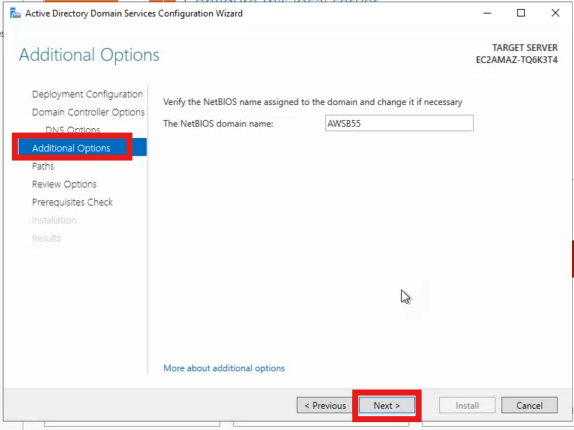 Active Directory Domain Services Configuration Wizard
Additional Options
TARGET SERVER
EC2AMAZ-TQ6K3T4
Deployment Configuration
Domain Controller Options
DNS Options
Additional Options
Paths
Review Options
Prerequisites Check
Installation
Results
Verify the NetBIOS name assigned to the domain and change it if necessary
The NetBIOS domain name: AWSB55
More about additional options
< Previous Next > Install Cancel